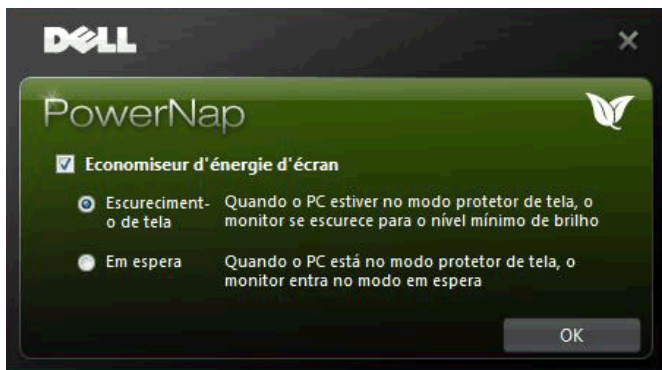 DELL
PowerNap
Economiseur d'énergie d'écran
Escureciment-
o de tela
Quando o PC estiver no modo protetor de tela, o
monitor se escurece para o nível mínimo de brilho
Em espera
Quando o PC está no modo protetor de tela, o
monitor entra no modo em espera
OK